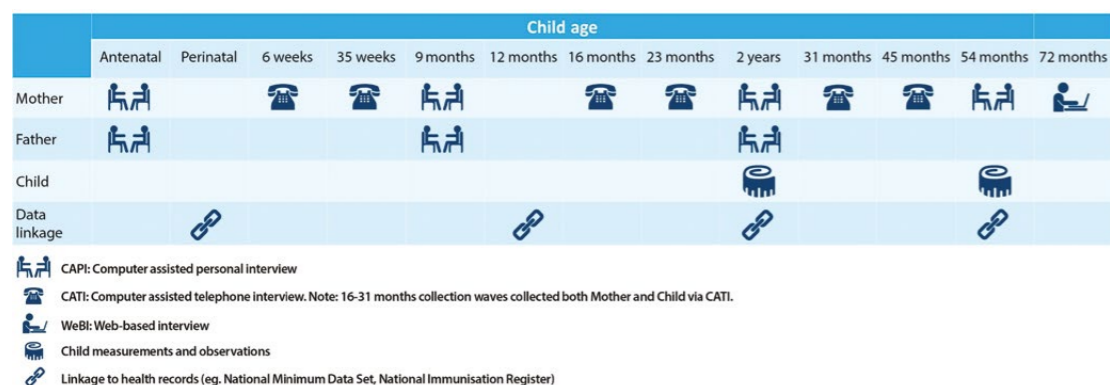 Child age
Antenatal Perinatal 6 weeks 35 weeks 9 months 12 months 16 months 23 months 2 years 31 months 45 months 54 months 72 months
Mother
Father
Child
Data
linkage
CAPI: Computer assisted personal interview
CATI: Computer assisted telephone interview. Note: 16-31 months collection waves collected both Mother and Child via CATI.
WeBI: Web-based interview
Child measurements and observations
Linkage to health records (eg. National Minimum Data Set, National Immunisation Register)